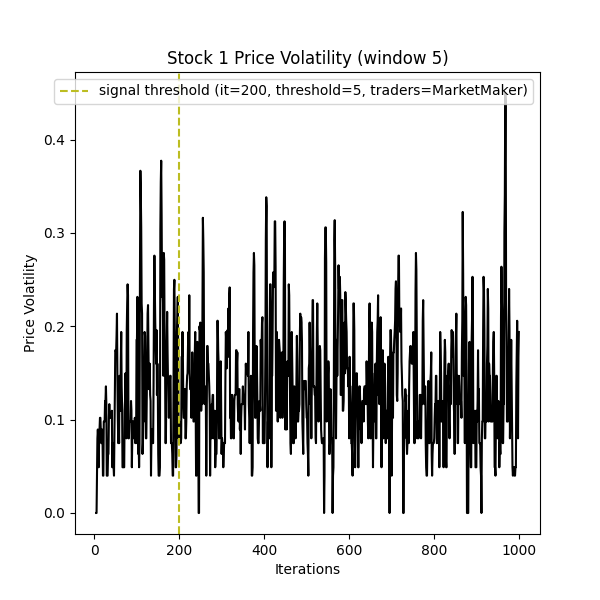 Stock 1 Price Volatility (window 5)
signal threshold (it=200, threshold=5, traders=MarketMaker)
Price Volatility
0.4
0.3
0.2
0.1
0.0
0
200
400
600
800
1000
Iterations